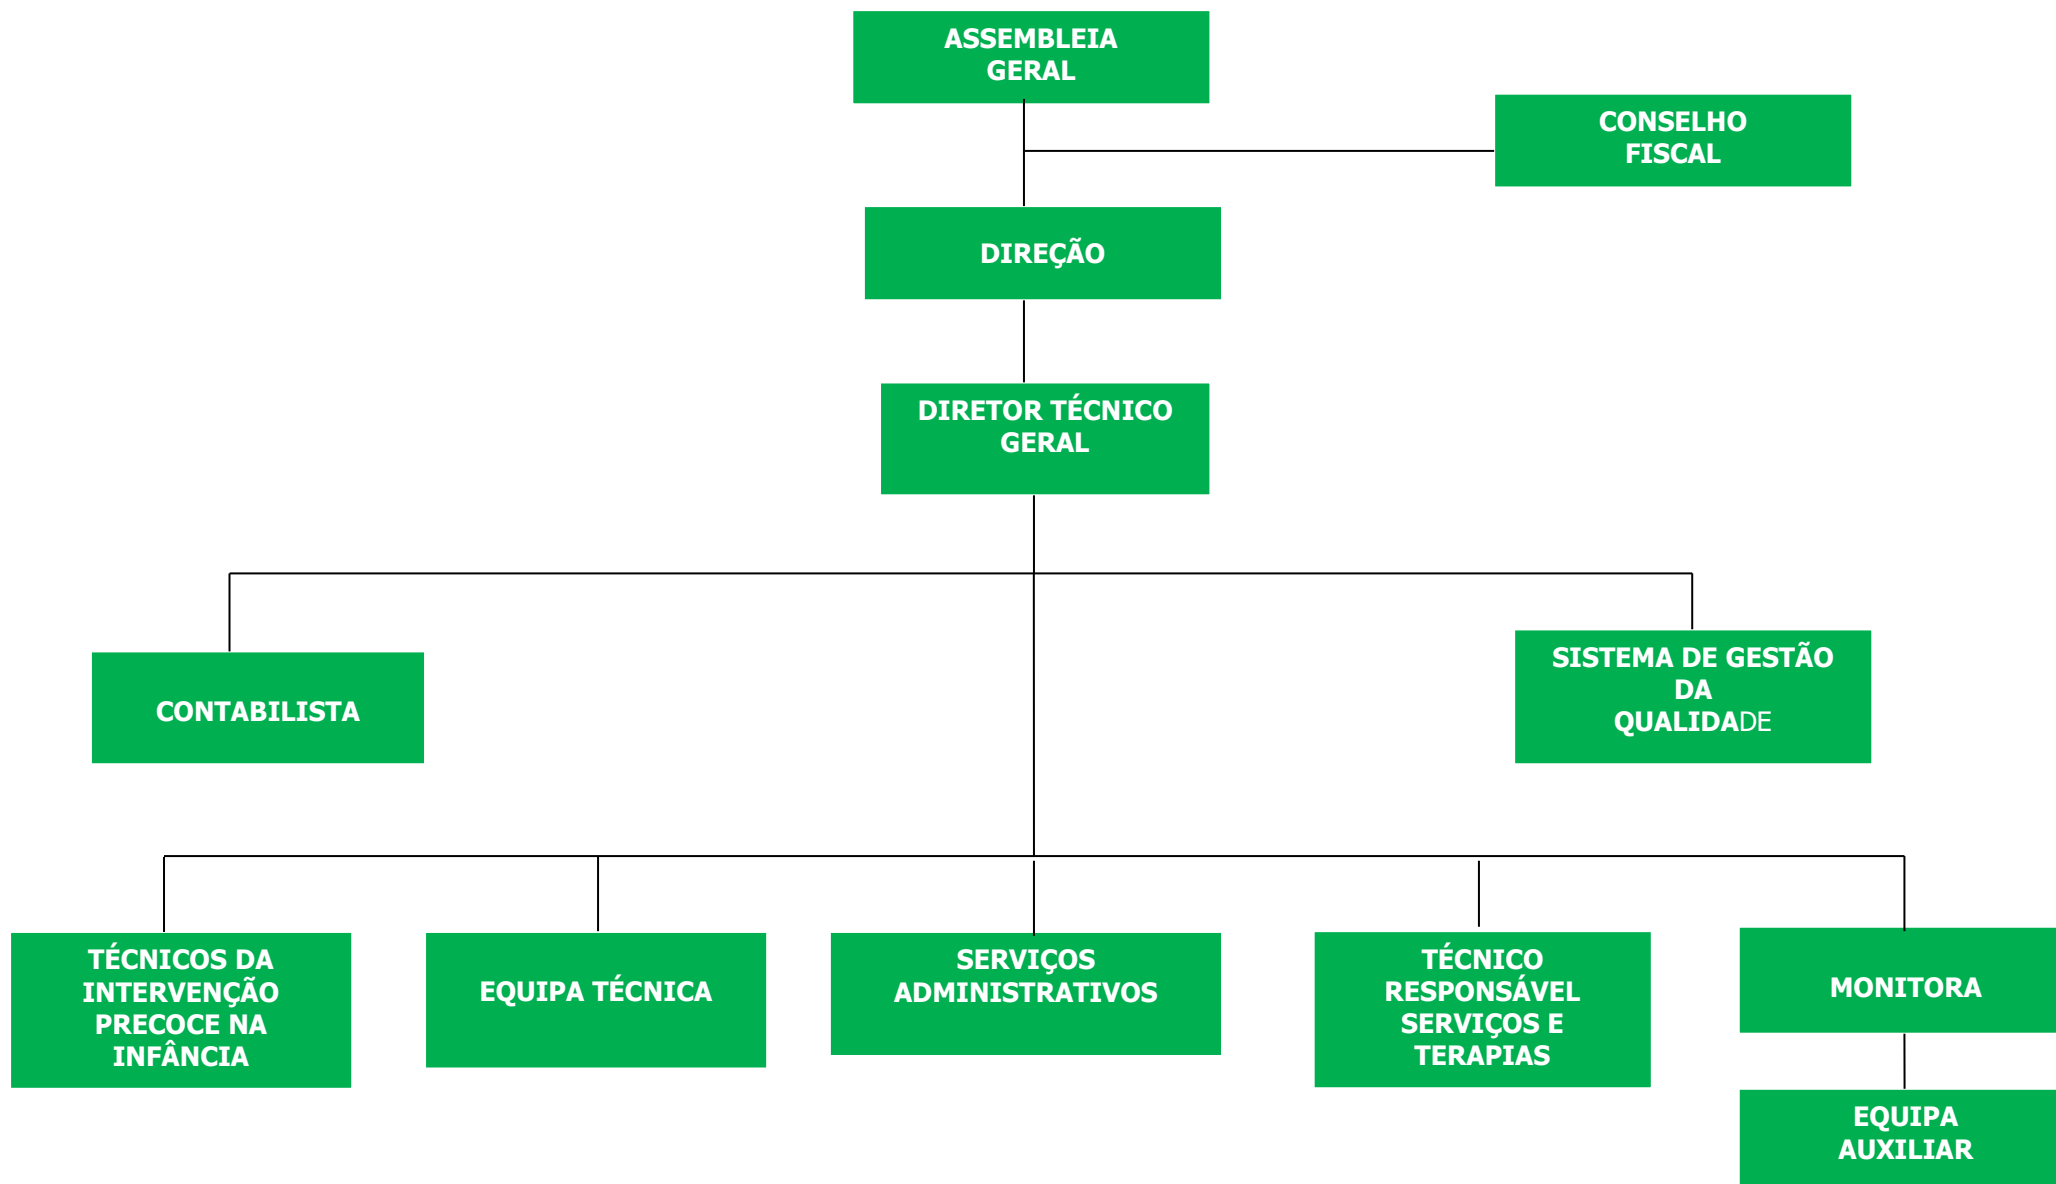 ASSEMBLEIA
GERAL
CONSELHO
FISCAL
DIREÇÃO
DIRETOR TÉCNICO
GERAL
CONTABILISTA
SISTEMA DE GESTÃO
DA
QUALIDADE
TÉCNICOS DA
INTERVENÇÃO
PRECOCE NA
INFÂNCIA
EQUIPA TÉCNICA
SERVIÇOS
ADMINISTRATIVOS
TÉCNICO
RESPONSÁVEL
SERVIÇOS E
TERAPIAS
MONITORA
EQUIPA
AUXILIAR